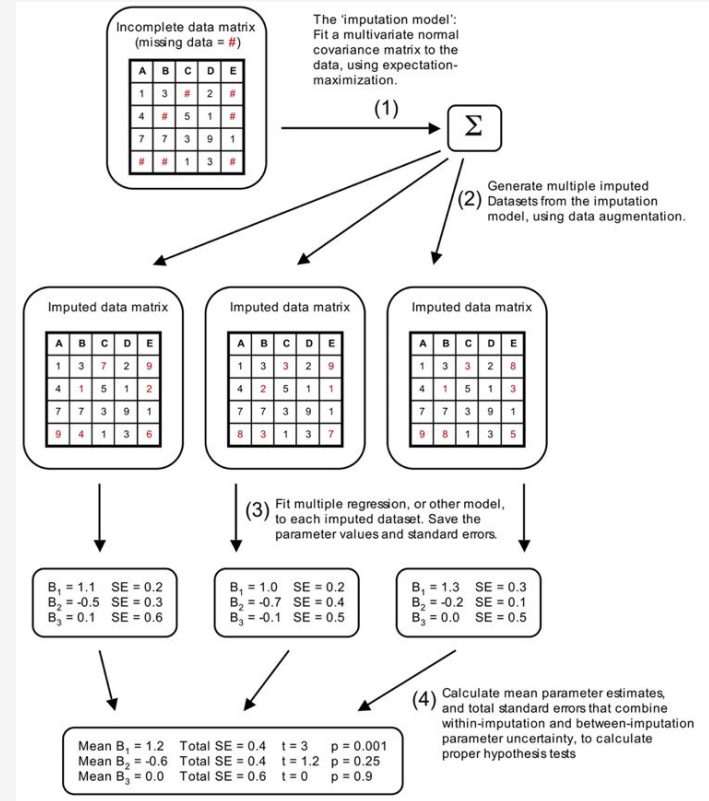 Incomplete data matrix
(missing data = #)
A B C D E
1 3 # 2 #
4 # 5 1 #
7 7 3 9 1
# # 1 3 #
The ‘imputation model’:
Fit a multivariate normal
covariance matrix to the
data, using expectation-
maximization.
(1)
Σ
(2) Generate multiple imputed
Datasets from the imputation
model, using data augmentation.
Imputed data matrix
A B C D E
1 3 7 2 9
4 1 5 1 2
7 7 3 9 1
9 4 1 3 6
Imputed data matrix
A B C D E
1 3 3 2 9
4 2 5 1 1
7 7 3 9 1
8 3 1 3 7
Imputed data matrix
A B C D E
1 3 3 2 8
4 1 5 1 3
7 7 3 9 1
9 8 1 3 5
(3) Fit multiple regression, or other model,
to each imputed dataset. Save the
parameter values and standard errors.
B₁ = 1.1 SE = 0.2
B₂ = -0.5 SE = 0.3
B₃ = 0.1 SE = 0.6
B₁ = 1.0 SE = 0.2
B₂ = -0.7 SE = 0.4
B₃ = -0.1 SE = 0.5
B₁ = 1.3 SE = 0.3
B₂ = -0.2 SE = 0.1
B₃ = 0.0 SE = 0.5
(4) Calculate mean parameter estimates,
and total standard errors that combine
within-imputation and between-imputation
parameter uncertainty, to calculate
proper hypothesis tests
Mean B₁ = 1.2 Total SE = 0.4 t = 3 p = 0.001
Mean B₂ = -0.6 Total SE = 0.4 t = 1.2 p = 0.25
Mean B₃ = 0.0 Total SE = 0.6 t = 0 p = 0.9